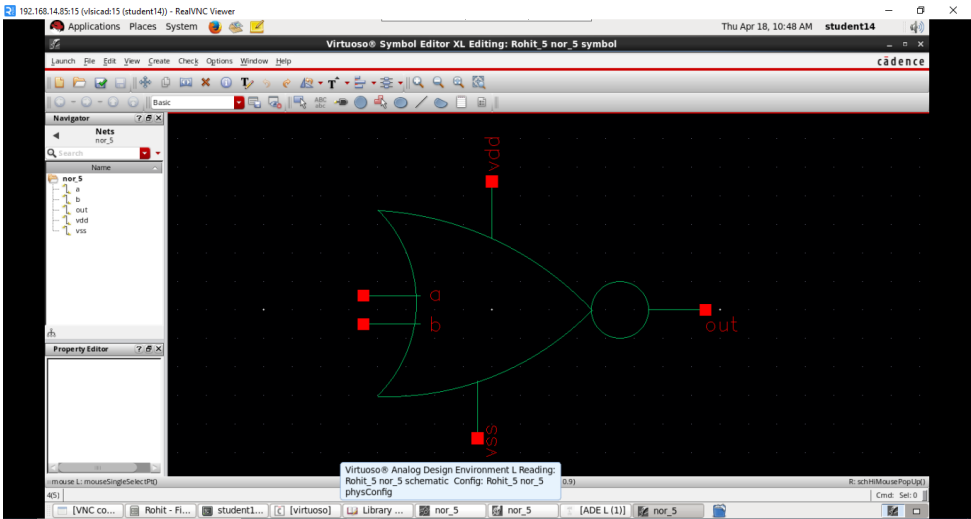 192.168.14.85:15 (vlsicad:15 (student14)) - RealVNC Viewer
Applications Places System Thu Apr 18, 10:48 AM student14
Virtuoso® Symbol Editor XL Editing: Rohit_5 nor_5 symbol
Launch File Edit View Create Check Options Window Help cādence
Basic
Navigator
Nets
nor_5
Search
Name
nor_5
a
b
out
vdd
vss
Property Editor
vdd
a
b
out
vss
Virtuoso® Analog Design Environment L Reading:
Rohit_5 nor_5 schematic Config: Rohit_5 nor_5
physConfig
mouse L: mouseSingleSelectPt() 0.9) R: schHiMousePopUp()
4(5) Cmd: Sel: 0
[VNC co... Rohit - Fi... student1... [virtuoso] Library ... nor_5 nor_5 [ADE L (1)] nor_5